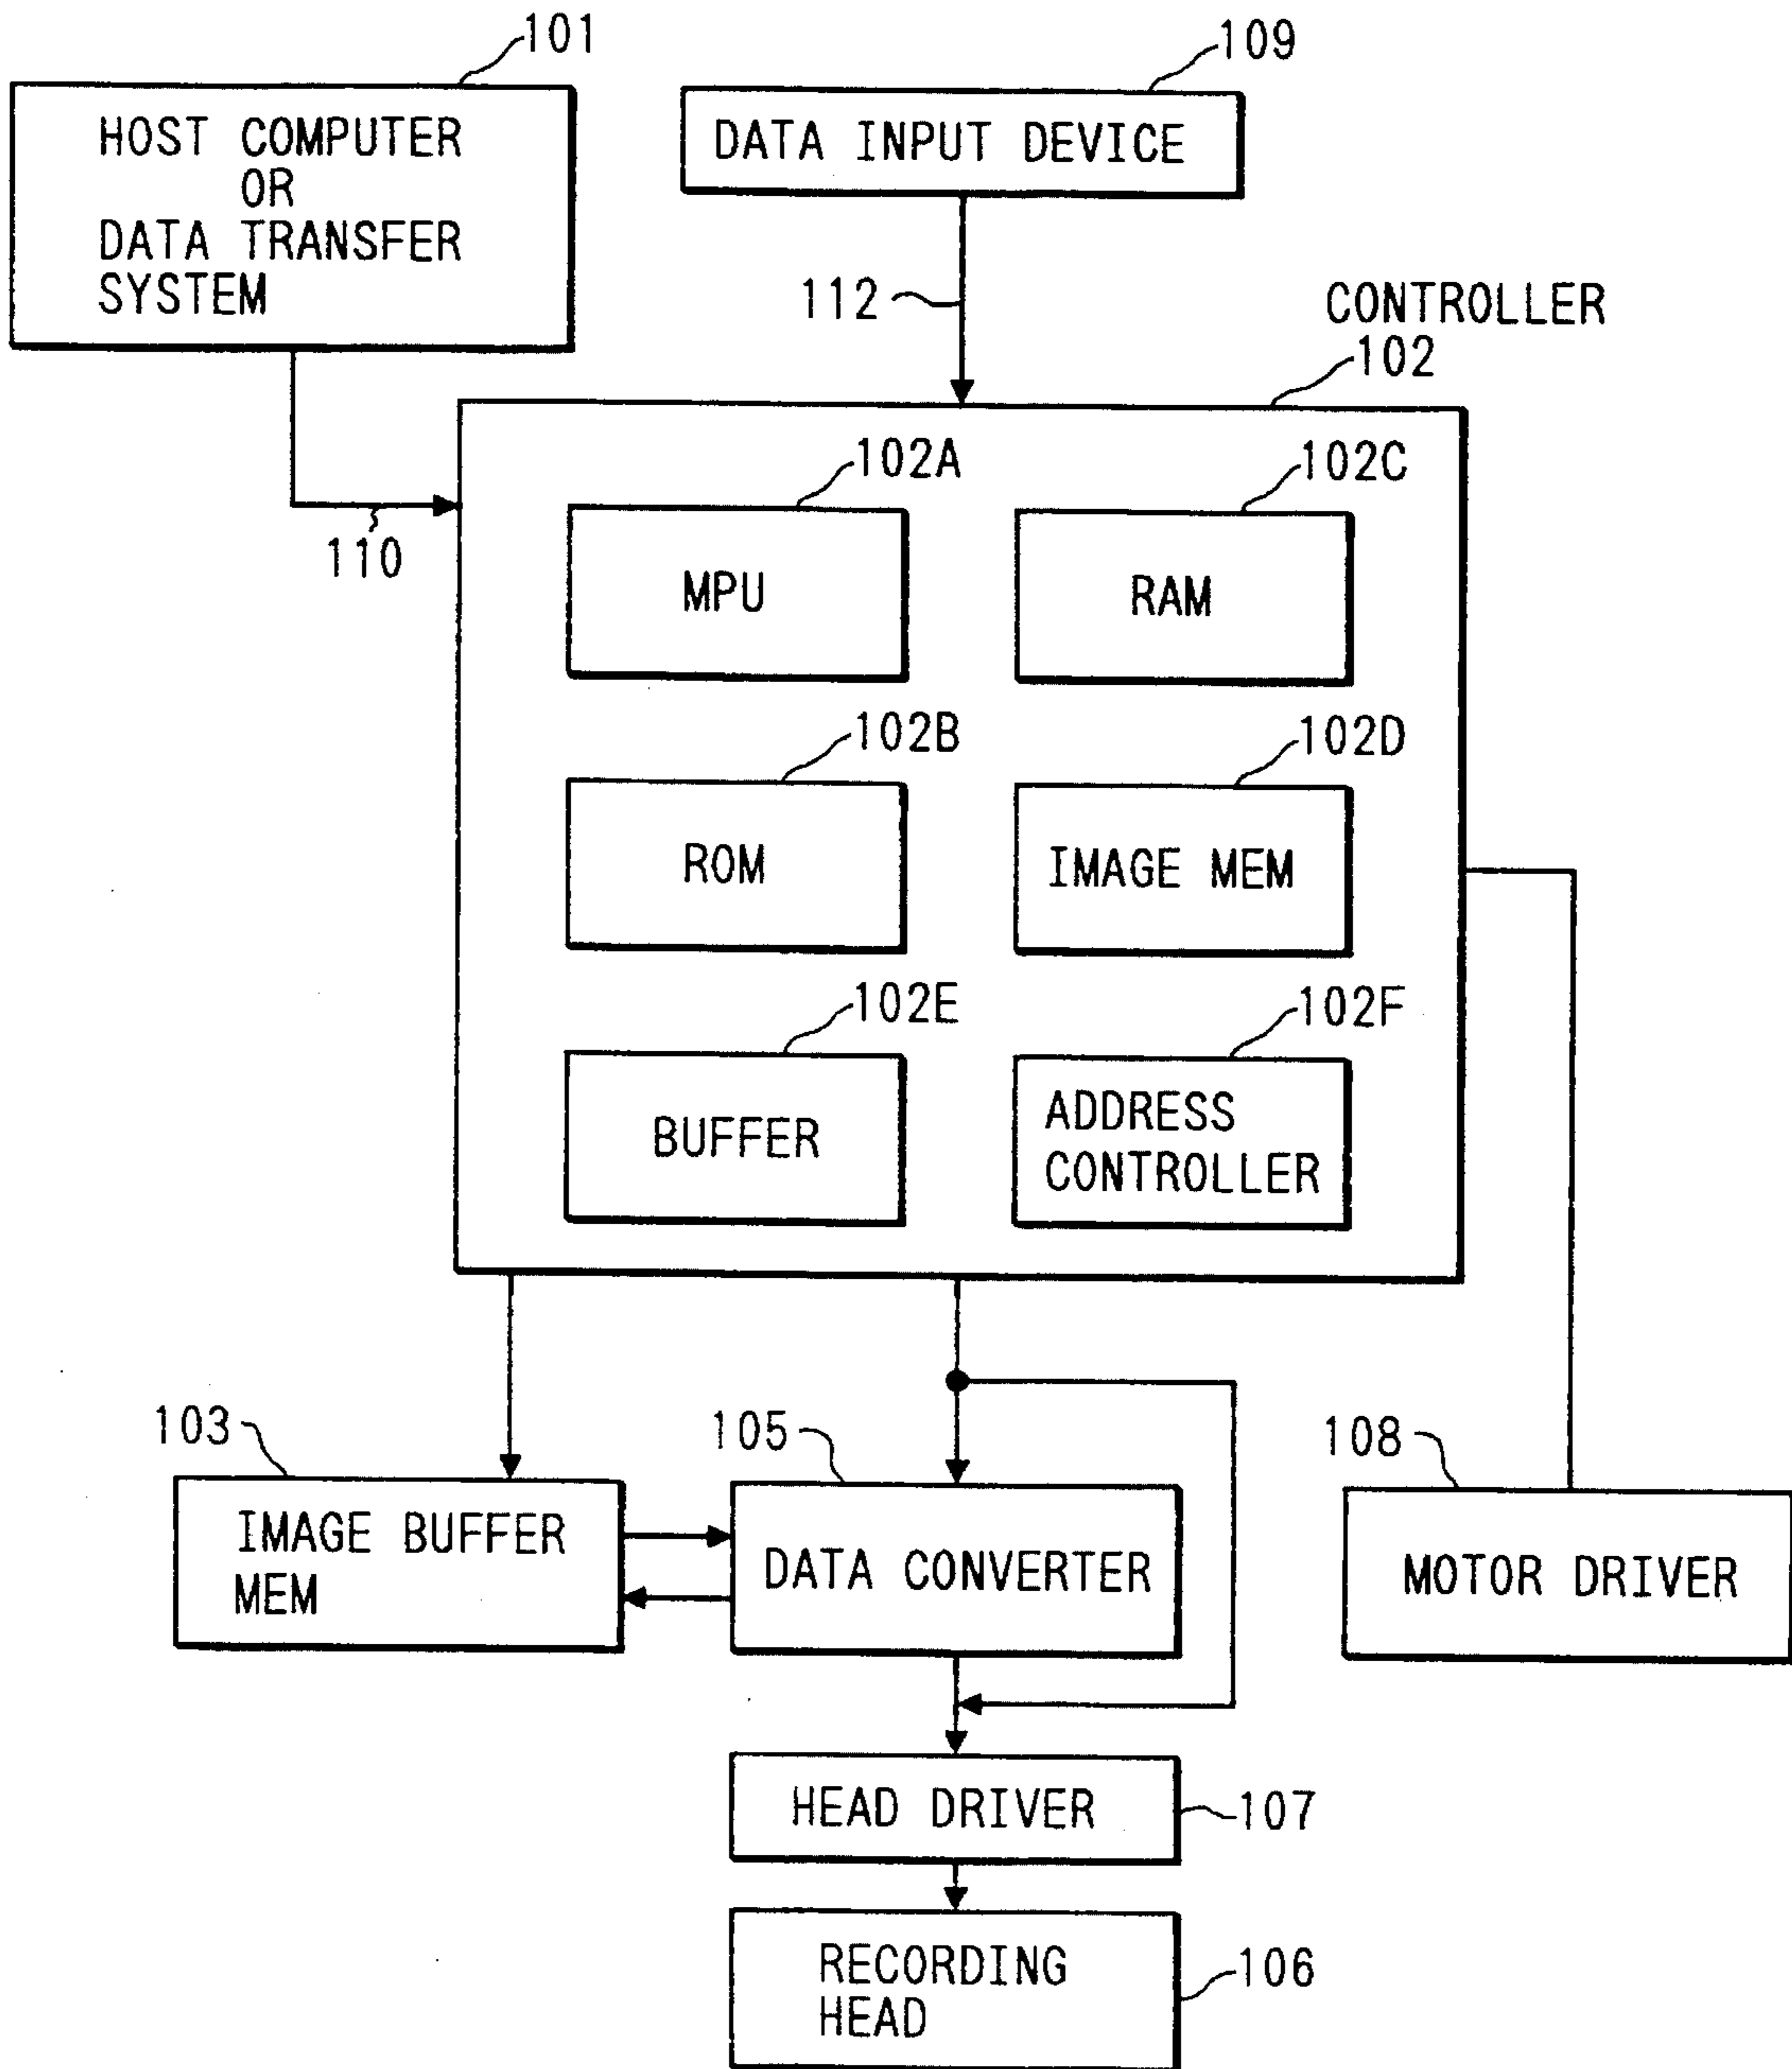 101
HOST COMPUTER
OR
DATA TRANSFER
SYSTEM
109
DATA INPUT DEVICE
112
CONTROLLER
102
110
102A
MPU
102C
RAM
102B
ROM
102D
IMAGE MEM
102E
BUFFER
102F
ADDRESS
CONTROLLER
103
IMAGE BUFFER
MEM
105
DATA CONVERTER
108
MOTOR DRIVER
HEAD DRIVER
107
RECORDING
HEAD
106